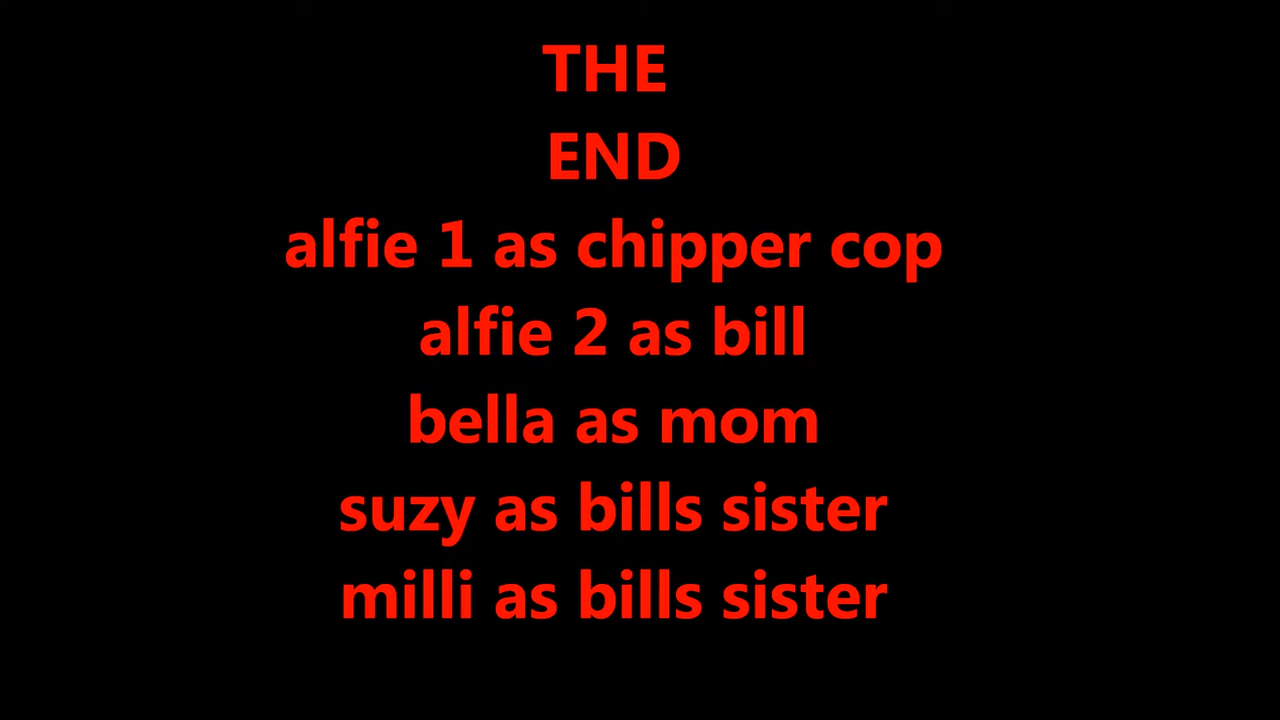 THE
END
alfie 1 as chipper cop
alfie 2 as bill
bella as mom
suzy as bills sister
milli as bills sister